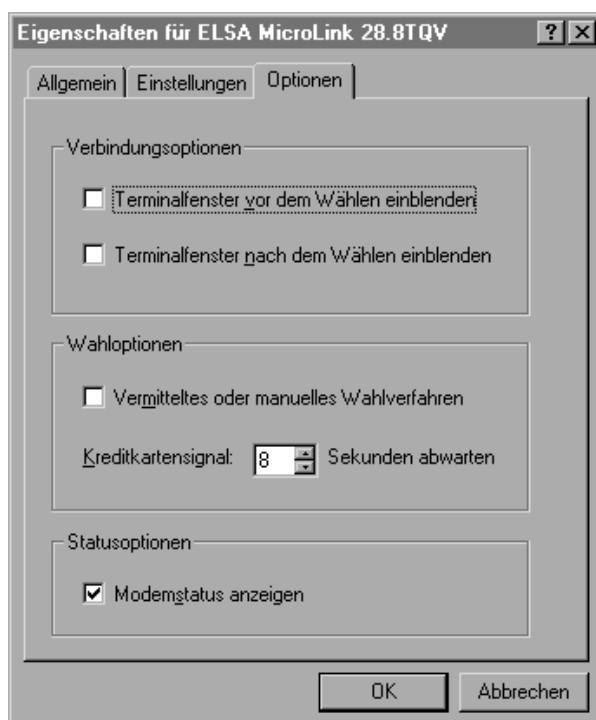 Eigenschaften für ELSA MicroLink 28.8TQV
Allgemein Einstellungen Optionen
Verbindungsoptionen
Terminalfenster vor dem Wählen einblenden
Terminalfenster nach dem Wählen einblenden
Wahloptionen
Vermitteltes oder manuelles Wahlverfahren
Kreditkartensignal: 8 Sekunden abwarten
Statusoptionen
Modemstatus anzeigen
OK Abbrechen